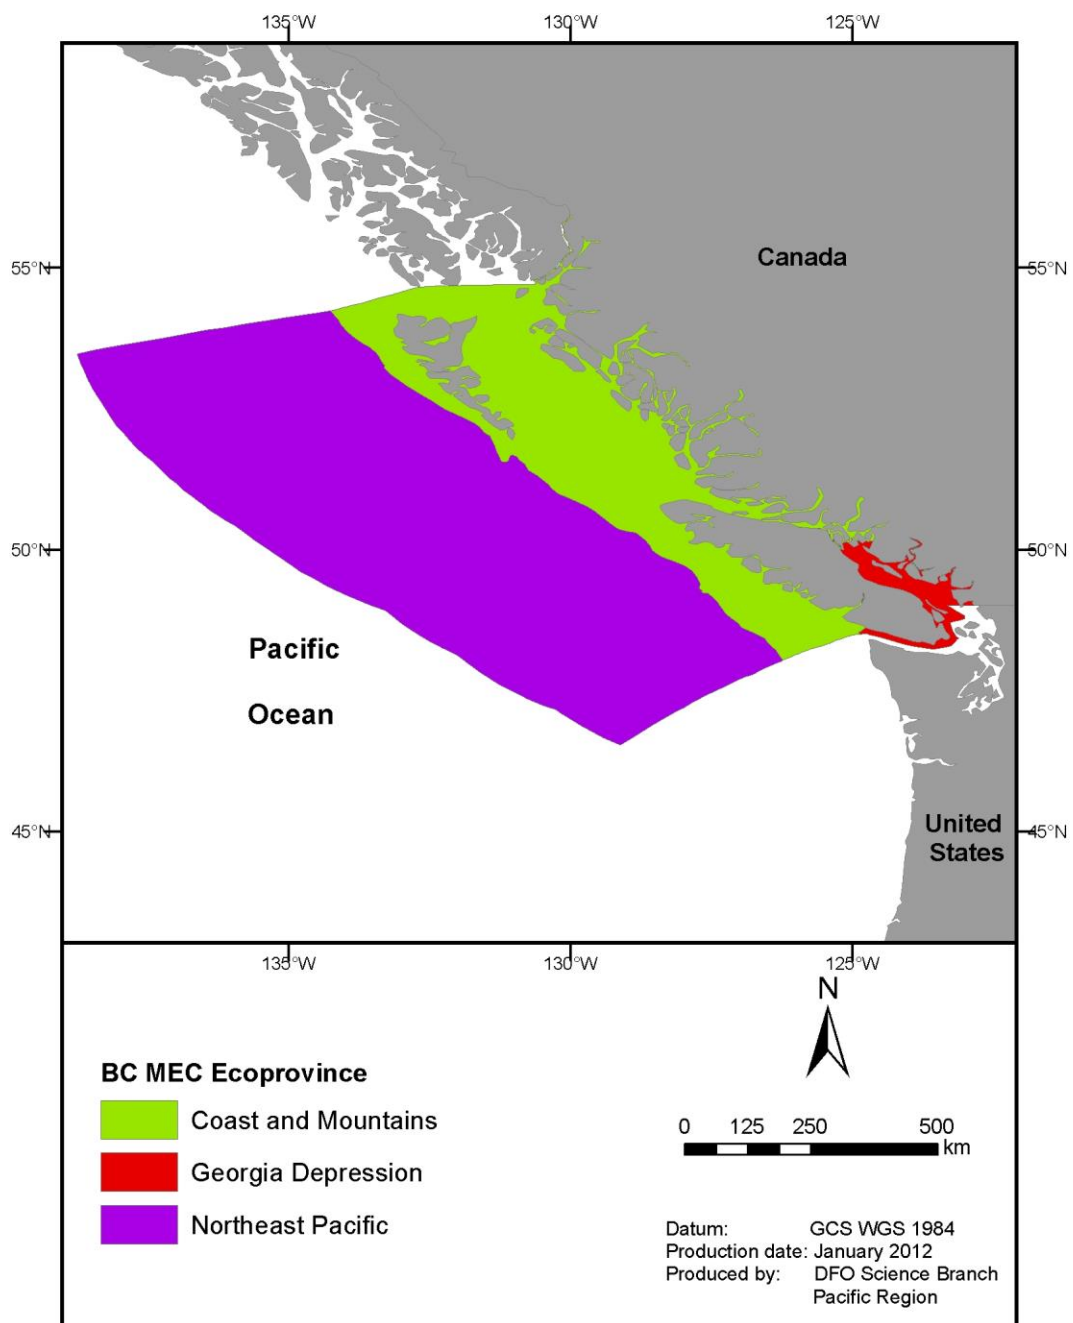 135°W 130°W 125°W
Canada
55°N 55°N
50°N 50°N
Pacific
Ocean
45°N 45°N
United
States
135°W 130°W 125°W
N
BC MEC Ecoprovince
Coast and Mountains
Georgia Depression
Northeast Pacific
0 125 250 500
km
Datum: GCS WGS 1984
Production date: January 2012
Produced by: DFO Science Branch
Pacific Region